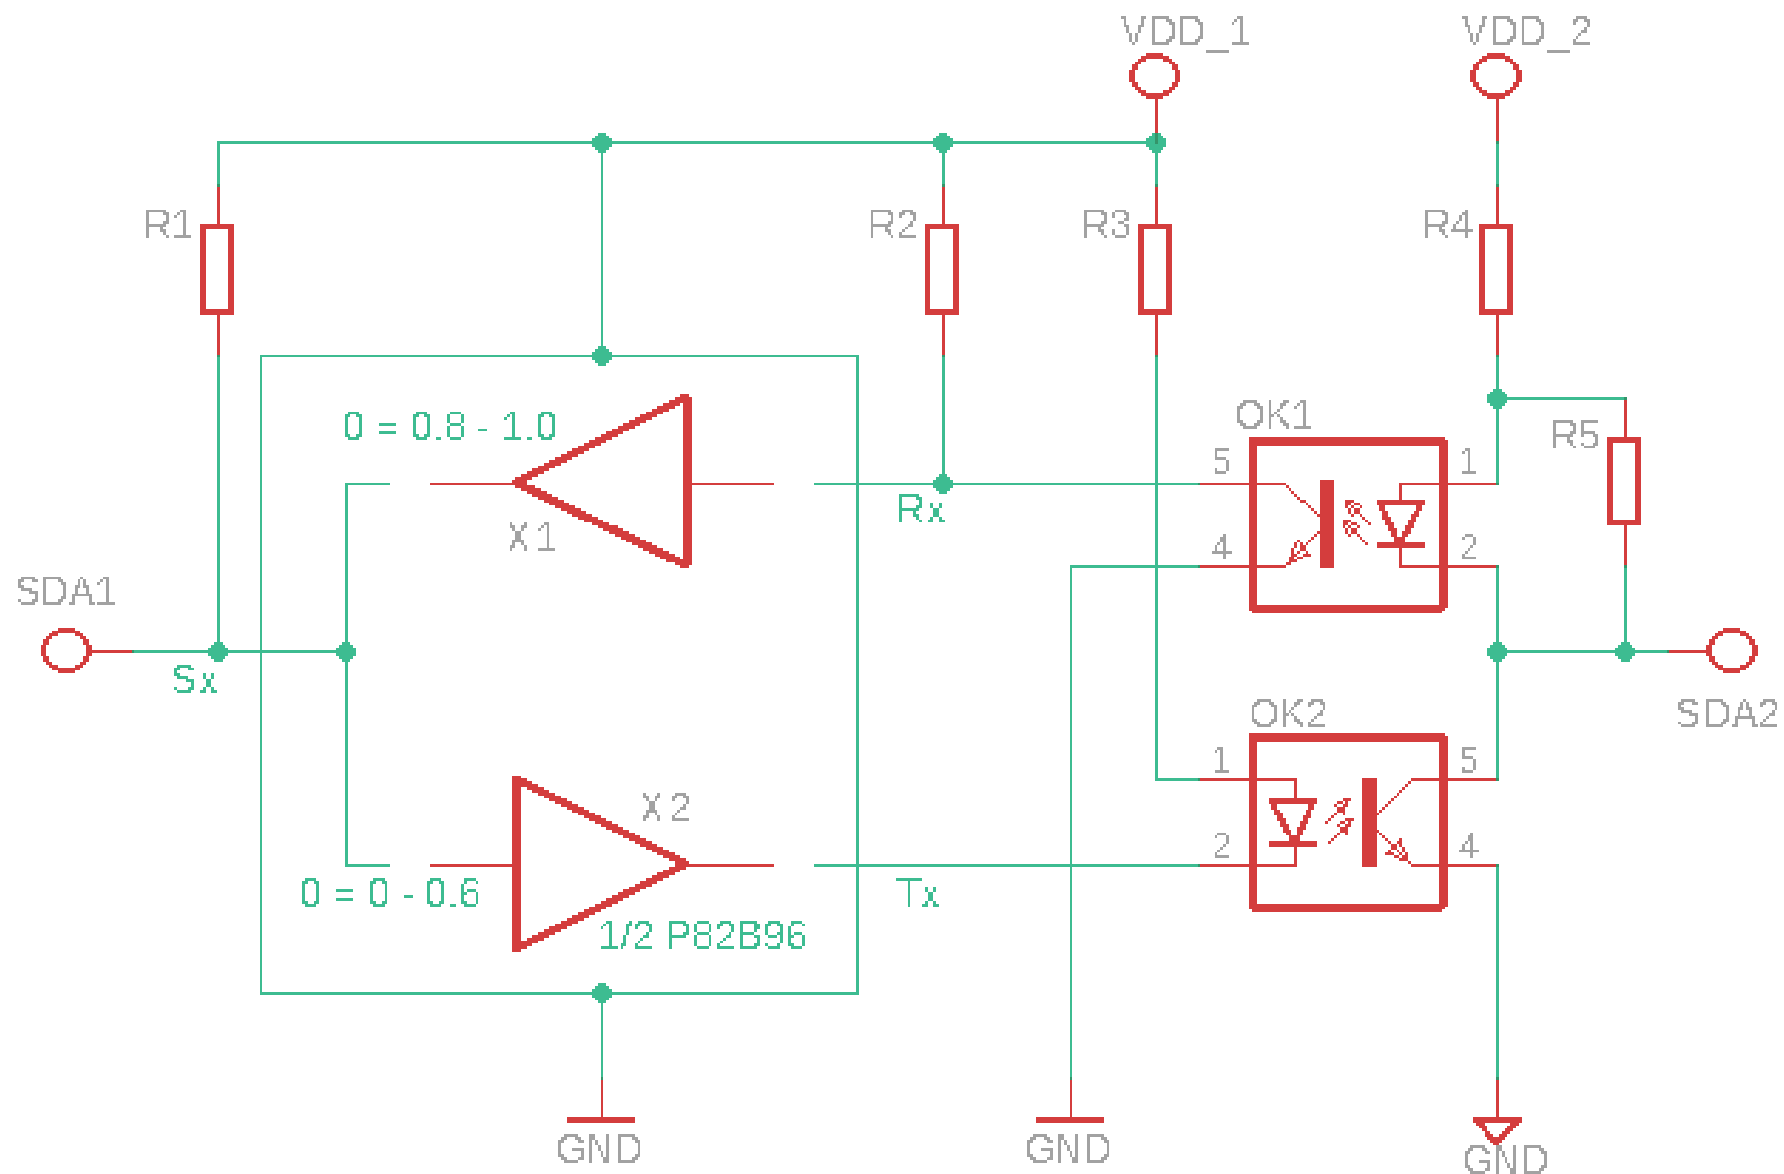 VDD_1
VDD_2
R1
R2
R3
R4
0 = 0.8 - 1.0
OK1
R5
5
1
X1
Rx
4
2
SDA1
Sx
OK2
SDA2
1
5
X2
2
4
0 = 0 - 0.6
Tx
1/2 P82B96
GND
GND
GND